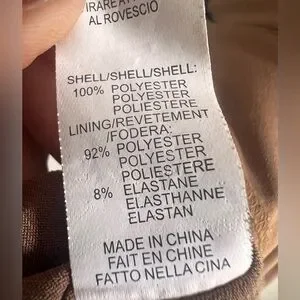 AL ROVESCIO
SHELL/SHELL/SHELL:
100% POLYESTER
POLYESTER
POLIESTERE
LINING/REVETEMENT
/FODERA:
92% POLYESTER
POLYESTER
POLIESTERE
8% ELASTANE
ELASTHANNE
ELASTAN
MADE IN CHINA
FAIT EN CHINE
FATTO NELLA CINA